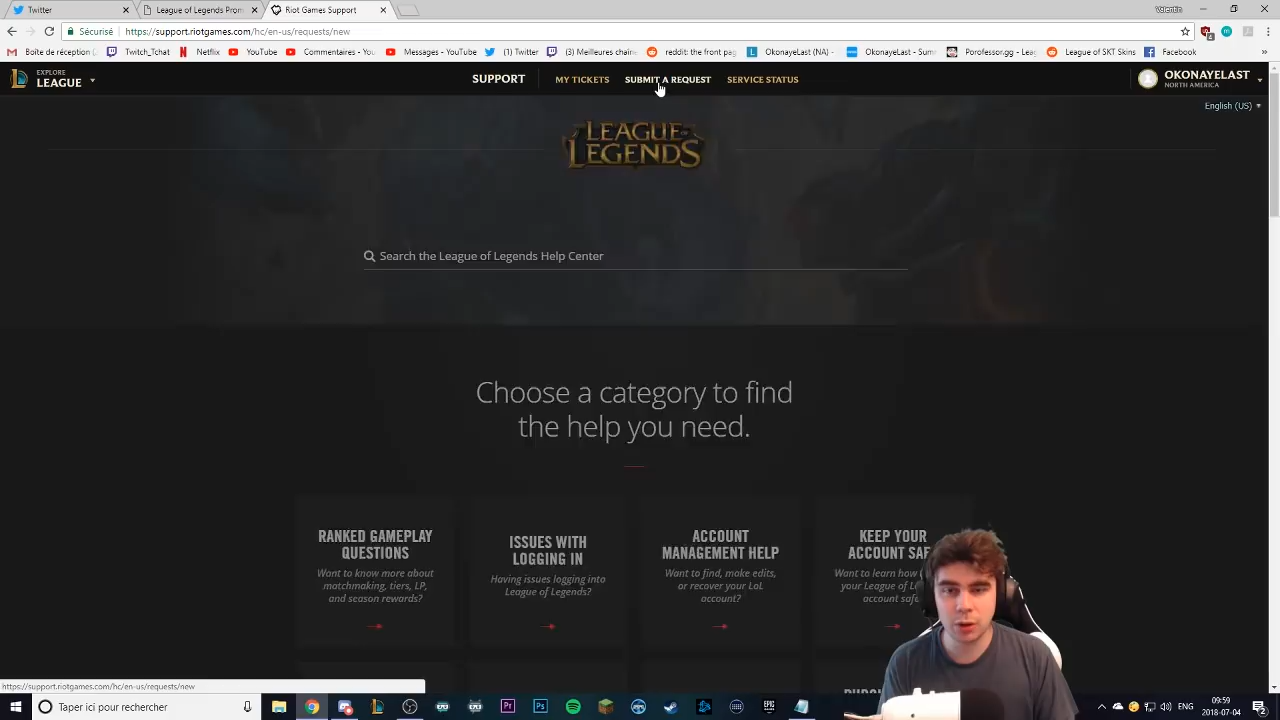 Twitter
League of Legends Prom
Riot Games Support
Yolanda
Sécurisé
https://support.riotgames.com/hc/en-us/requests/new
Boîte de réception (
Twitch_Chat
Netflix
YouTube
Commentaires - You
Messages - YouTube
(1) Twitter
(3) Meilleures chaîne
reddit: the front pag
OkonayeLast (NA) -
OkonayeLast - Sum
Porofessor.gg - Leag
League of SKT Skins
Facebook
EXPLORE
LEAGUE
SUPPORT
MY TICKETS
SUBMIT A REQUEST
SERVICE STATUS
OKONAYELAST
NORTH AMERICA
English (US)
LEAGUE OF
LEGENDS
Search the League of Legends Help Center
Choose a category to find
the help you need.
RANKED GAMEPLAY
QUESTIONS
Want to know more about
matchmaking, tiers, LP,
and season rewards?
ISSUES WITH
LOGGING IN
Having issues logging into
League of Legends?
ACCOUNT
MANAGEMENT HELP
Want to find, make edits,
or recover your LoL
account?
KEEP YOUR
ACCOUNT SAF
Want to learn how
your League of L
account safe
https://support.riotgames.com/hc/en-us/requests/new
Taper ici pour rechercher
ENG
09:59
2018-07-04